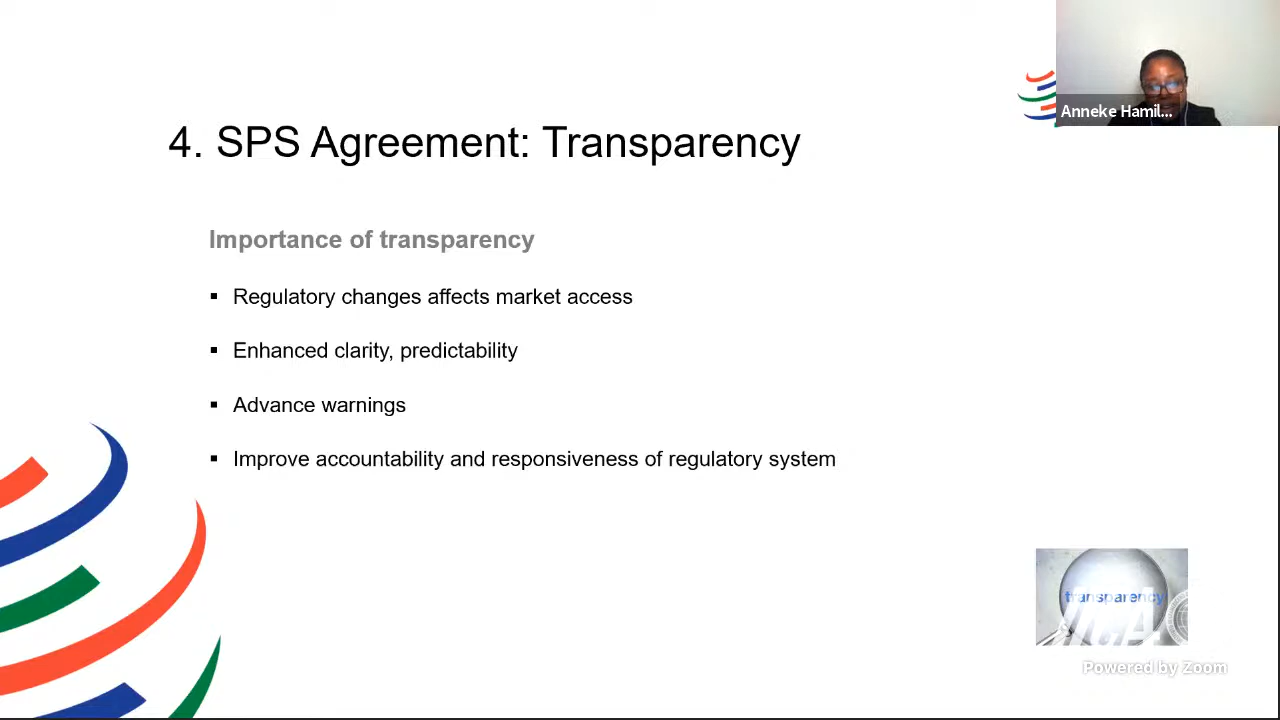 Anneke Hamil...
4. SPS Agreement: Transparency
Importance of transparency
▪ Regulatory changes affects market access
▪ Enhanced clarity, predictability
▪ Advance warnings
▪ Improve accountability and responsiveness of regulatory system
transparency
Powered by Zoom